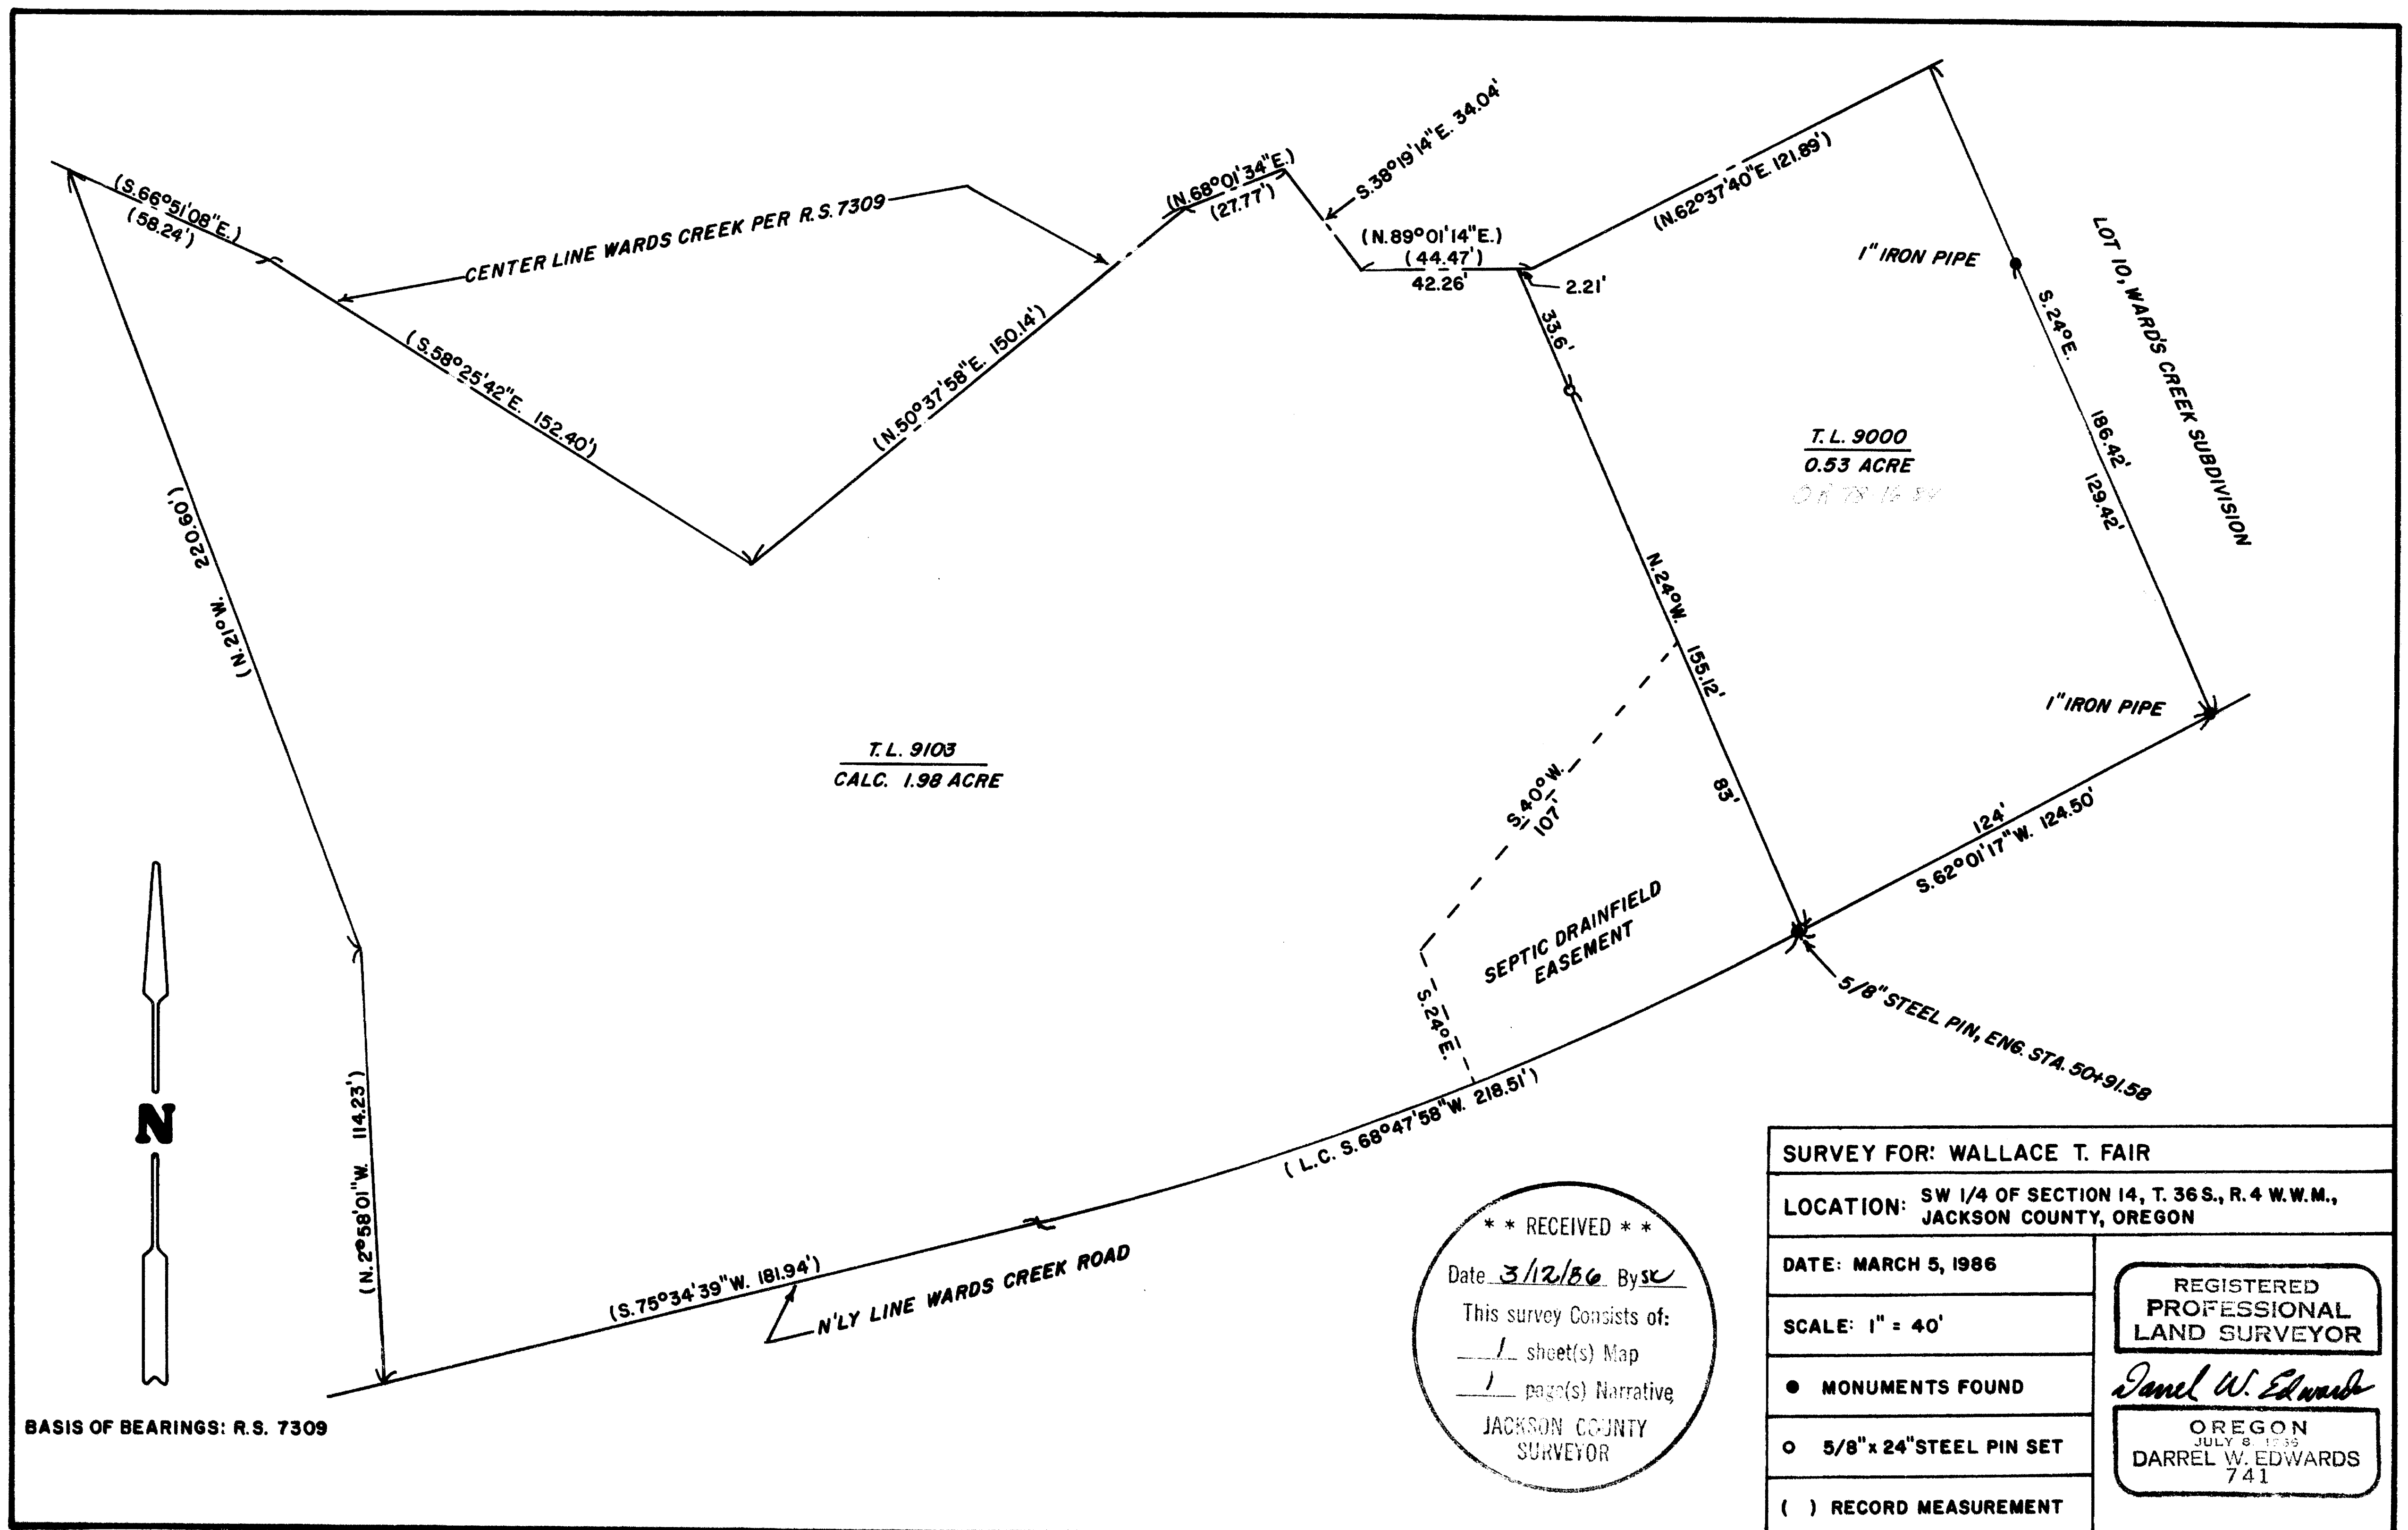 (S.66°51'08"E.)
(58.24')
CENTER LINE WARDS CREEK PER R.S. 7309
(N.68°01'34"E.)
(27.77')
S.38°19'14"E. 34.04'
(N.89°01'14"E.)
(44.47')
42.26'
2.21'
(N.62°37'40"E. 121.89')
1" IRON PIPE
LOT 10, WARD'S CREEK SUBDIVISION
S.24°E.
186.42'
129.42'
33.6'
(S.58°25'42"E. 152.40')
(N.50°37'58"E. 150.14')
T.L. 9000
0.53 ACRE
(N.21°W. 220.60')
N.24°W. 155.12'
83'
1" IRON PIPE
T.L. 9103
CALC. 1.98 ACRE
S.40°W.
107'
124'
S.62°01'17"W. 124.50'
SEPTIC DRAINFIELD
EASEMENT
S.24°E.
5/8" STEEL PIN, ENG. STA. 50+91.58
(N.2°58'01"W. 114.23')
N
(L.C. S.68°47'58"W. 218.51')
(S.75°34'39"W. 181.94')
N'LY LINE WARDS CREEK ROAD
BASIS OF BEARINGS: R.S. 7309
* * RECEIVED * *
Date 3/12/86 By SK
This survey Consists of:
1 sheet(s) Map
1 page(s) Narrative,
JACKSON COUNTY
SURVEYOR
SURVEY FOR: WALLACE T. FAIR
LOCATION: SW 1/4 OF SECTION 14, T. 36 S., R. 4 W.W.M.,
JACKSON COUNTY, OREGON
DATE: MARCH 5, 1986
SCALE: 1" = 40'
● MONUMENTS FOUND
○ 5/8" x 24" STEEL PIN SET
( ) RECORD MEASUREMENT
REGISTERED
PROFESSIONAL
LAND SURVEYOR
Darrel W. Edwards
OREGON
JULY 8,
DARREL W. EDWARDS
741